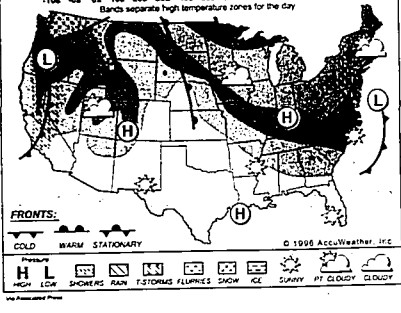 Bands separate high temperature zones for the day
L
L
H
H
H
FRONTS:
COLD WARM STATIONARY
© 1996 AccuWeather, Inc
Pressure
H L
HIGH LOW SHOWERS RAIN T-STORMS FLURRIES SNOW ICE SUNNY PT CLOUDY CLOUDY
Via Associated Press